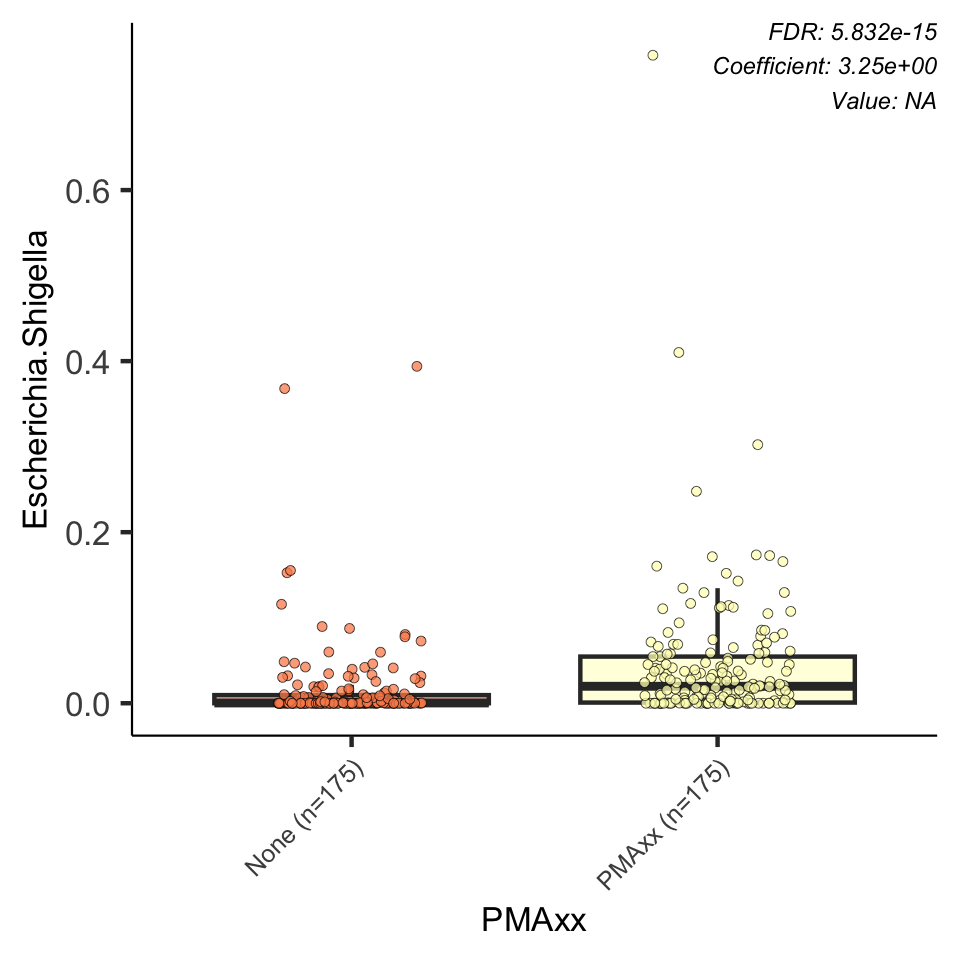 FDR: 5.832e-15
Coefficient: 3.25e+00
Value: NA
Escherichia.Shigella
0.6
0.4
0.2
0.0
None (n=175)
PMAxx (n=175)
PMAxx